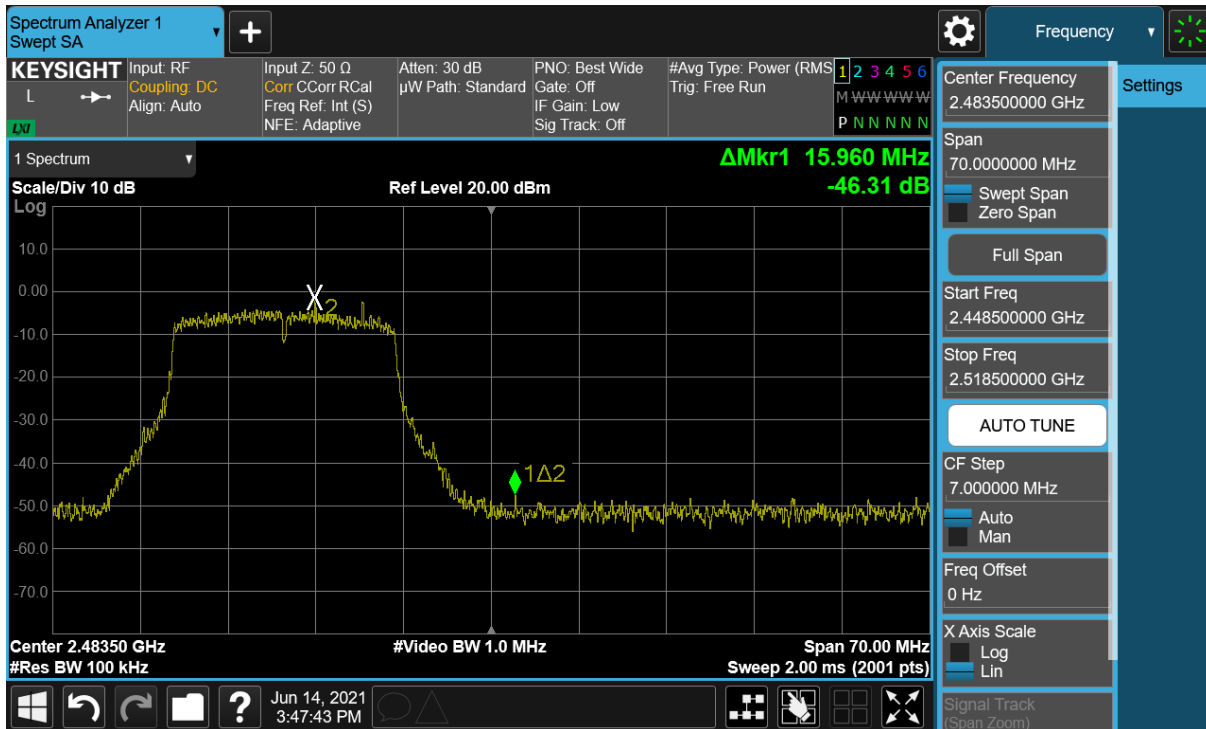 Spectrum Analyzer 1
Swept SA
Frequency
KEYSIGHT
L
LXI
Input: RF
Coupling: DC
Align: Auto
Input Z: 50 Ω
Corr CCorr RCal
Freq Ref: Int (S)
NFE: Adaptive
Atten: 30 dB
µW Path: Standard
PNO: Best Wide
Gate: Off
IF Gain: Low
Sig Track: Off
#Avg Type: Power (RMS
Trig: Free Run
1 2 3 4 5 6
M W W W W W
P N N N N N
1 Spectrum
Scale/Div 10 dB
Ref Level 20.00 dBm
ΔMkr1 15.960 MHz
-46.31 dB
Log
10.0
0.00
-10.0
-20.0
-30.0
-40.0
-50.0
-60.0
-70.0
X2
1Δ2
Center 2.48350 GHz
#Video BW 1.0 MHz
Span 70.00 MHz
#Res BW 100 kHz
Sweep 2.00 ms (2001 pts)
Center Frequency
2.483500000 GHz
Settings
Span
70.0000000 MHz
Swept Span
Zero Span
Full Span
Start Freq
2.448500000 GHz
Stop Freq
2.518500000 GHz
AUTO TUNE
CF Step
7.000000 MHz
Auto
Man
Freq Offset
0 Hz
X Axis Scale
Log
Lin
Signal Track
(Span Zoom)
?
Jun 14, 2021
3:47:43 PM